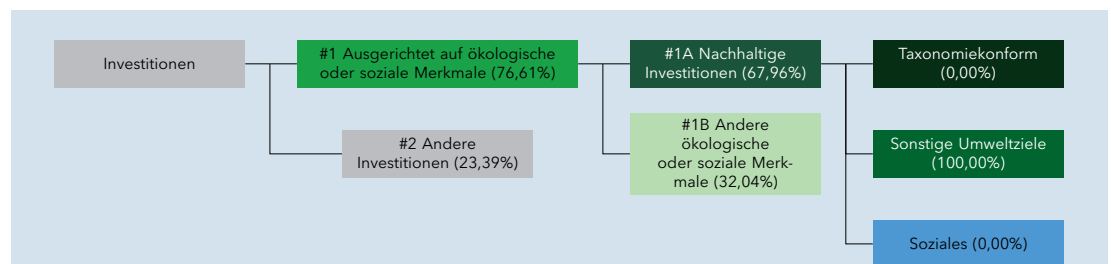 Investitionen
#1 Ausgerichtet auf ökologische
oder soziale Merkmale (76,61%)
#2 Andere
Investitionen (23,39%)
#1A Nachhaltige
Investitionen (67,96%)
#1B Andere
ökologische
oder soziale Merk-
male (32,04%)
Taxonomiekonform
(0,00%)
Sonstige Umweltziele
(100,00%)
Soziales (0,00%)